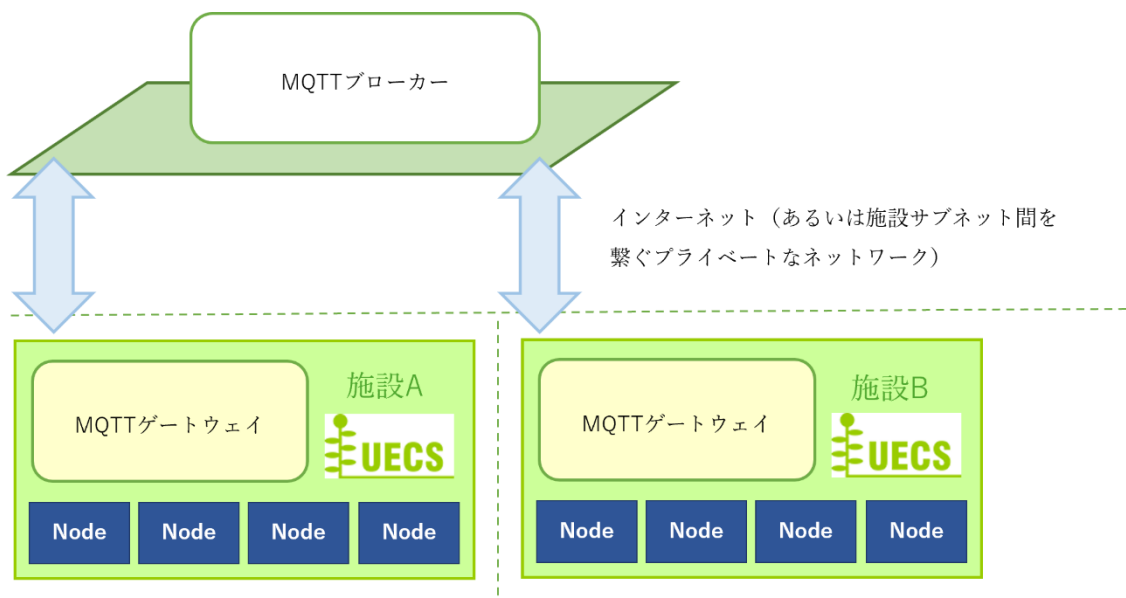 MQTTブローカー
インターネット（あるいは施設サブネット間を
繋ぐプライベートなネットワーク）
施設A
MQTTゲートウェイ
UECS
Node
Node
Node
Node
施設B
MQTTゲートウェイ
UECS
Node
Node
Node
Node